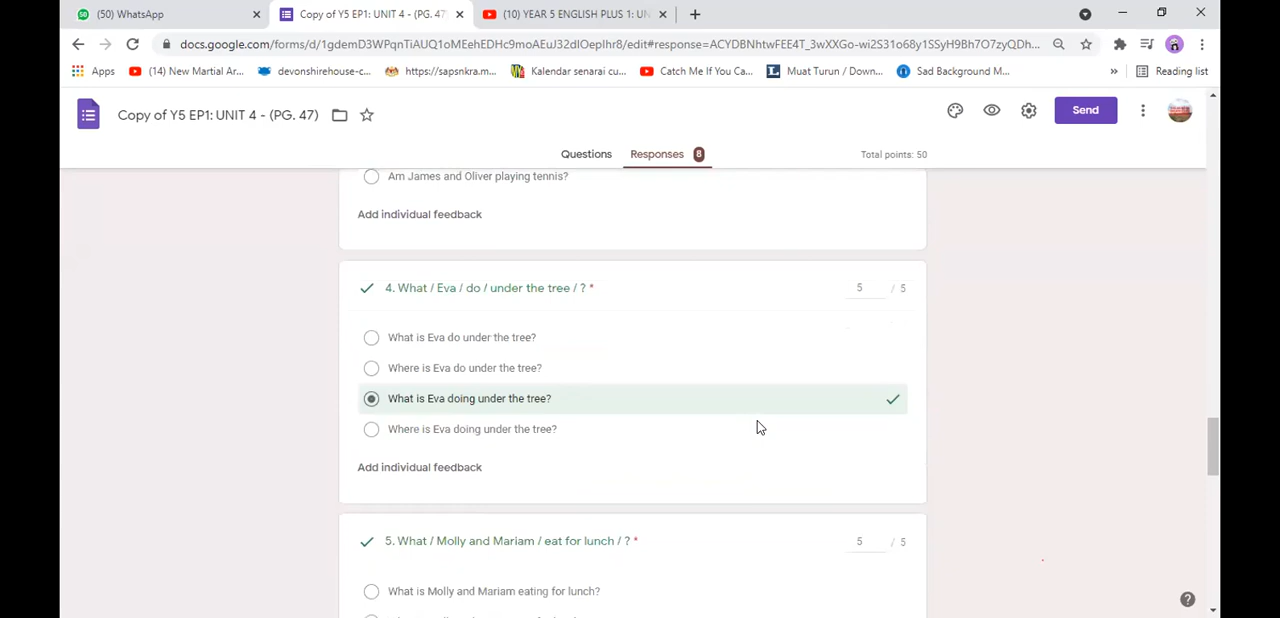 (50) WhatsApp
Copy of Y5 EP1: UNIT 4 - (PG. 47
(10) YEAR 5 ENGLISH PLUS 1: UN
docs.google.com/forms/d/1gdemD3WPqnTiAUQ1oMEehEDHc9moAEuJ32dIOepIhr8/edit#response=ACYDBNhtwFEE4T_3wXXGo-wi2S31o68y1SSyH9Bh7O7zyQDh...
Apps
(14) New Martial Ar...
devonshirehouse-c...
https://sapsnkra.m...
Kalendar senarai cu...
Catch Me If You Ca...
Muat Turun / Down...
Sad Background M...
»
Reading list
Copy of Y5 EP1: UNIT 4 - (PG. 47)
Send
Questions
Responses
8
Total points: 50
Am James and Oliver playing tennis?
Add individual feedback
4. What / Eva / do / under the tree / ? *
5 / 5
What is Eva do under the tree?
Where is Eva do under the tree?
What is Eva doing under the tree?
Where is Eva doing under the tree?
Add individual feedback
5. What / Molly and Mariam / eat for lunch / ? *
5 / 5
What is Molly and Mariam eating for lunch?